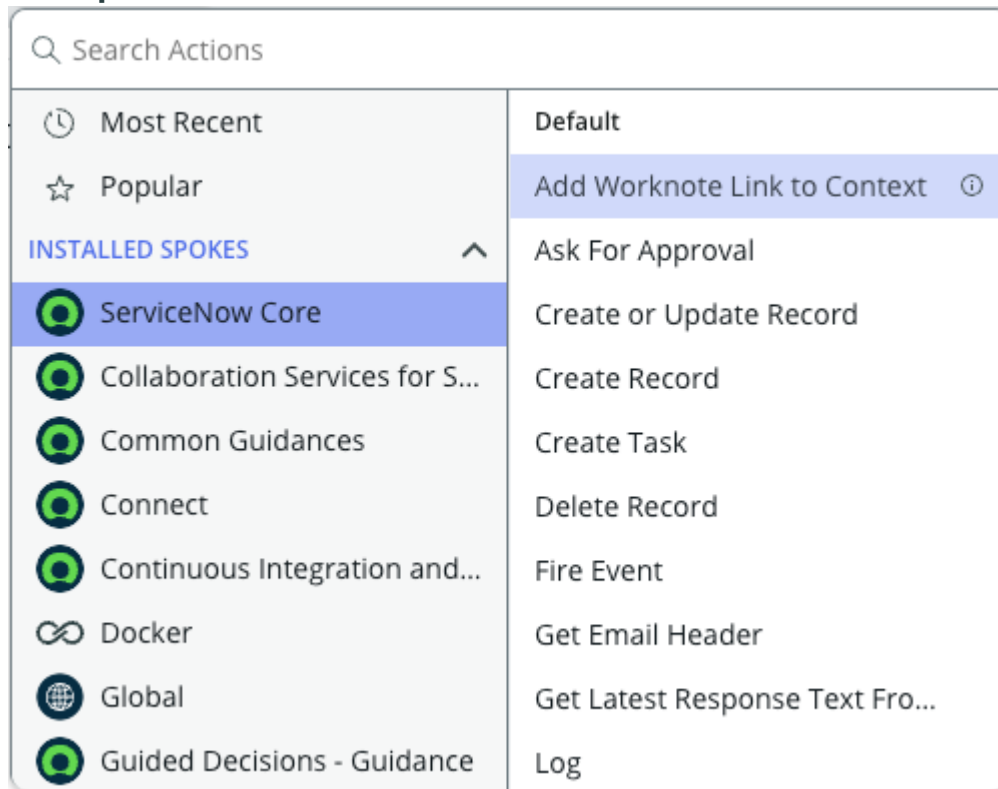 Search Actions
Most Recent
Popular
INSTALLED SPOKES
ServiceNow Core
Collaboration Services for S...
Common Guidances
Connect
Continuous Integration and...
Docker
Global
Guided Decisions - Guidance
Default
Add Worknote Link to Context
Ask For Approval
Create or Update Record
Create Record
Create Task
Delete Record
Fire Event
Get Email Header
Get Latest Response Text Fro...
Log